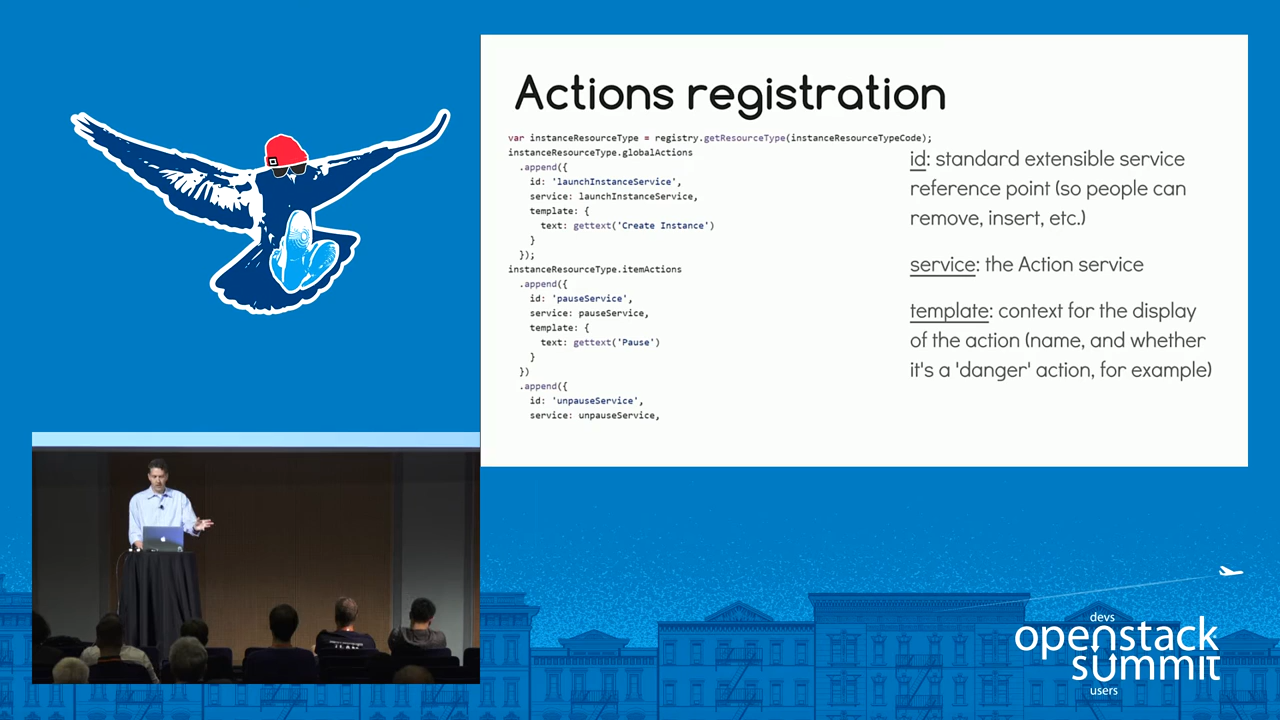 Actions registration
var instanceResourceType = registry.getResourceType(instanceResourceTypeCode);
instanceResourceType.globalActions
.append({
id: 'launchInstanceService',
service: launchInstanceService,
template: {
text: gettext('Create Instance')
}
});
instanceResourceType.itemActions
.append({
id: 'pauseService',
service: pauseService,
template: {
text: gettext('Pause')
}
})
.append({
id: 'unpauseService',
service: unpauseService,
id: standard extensible service
reference point (so people can
remove, insert, etc.)
service: the Action service
template: context for the display
of the action (name, and whether
it's a 'danger' action, for example)
devs
openstack
summit
users